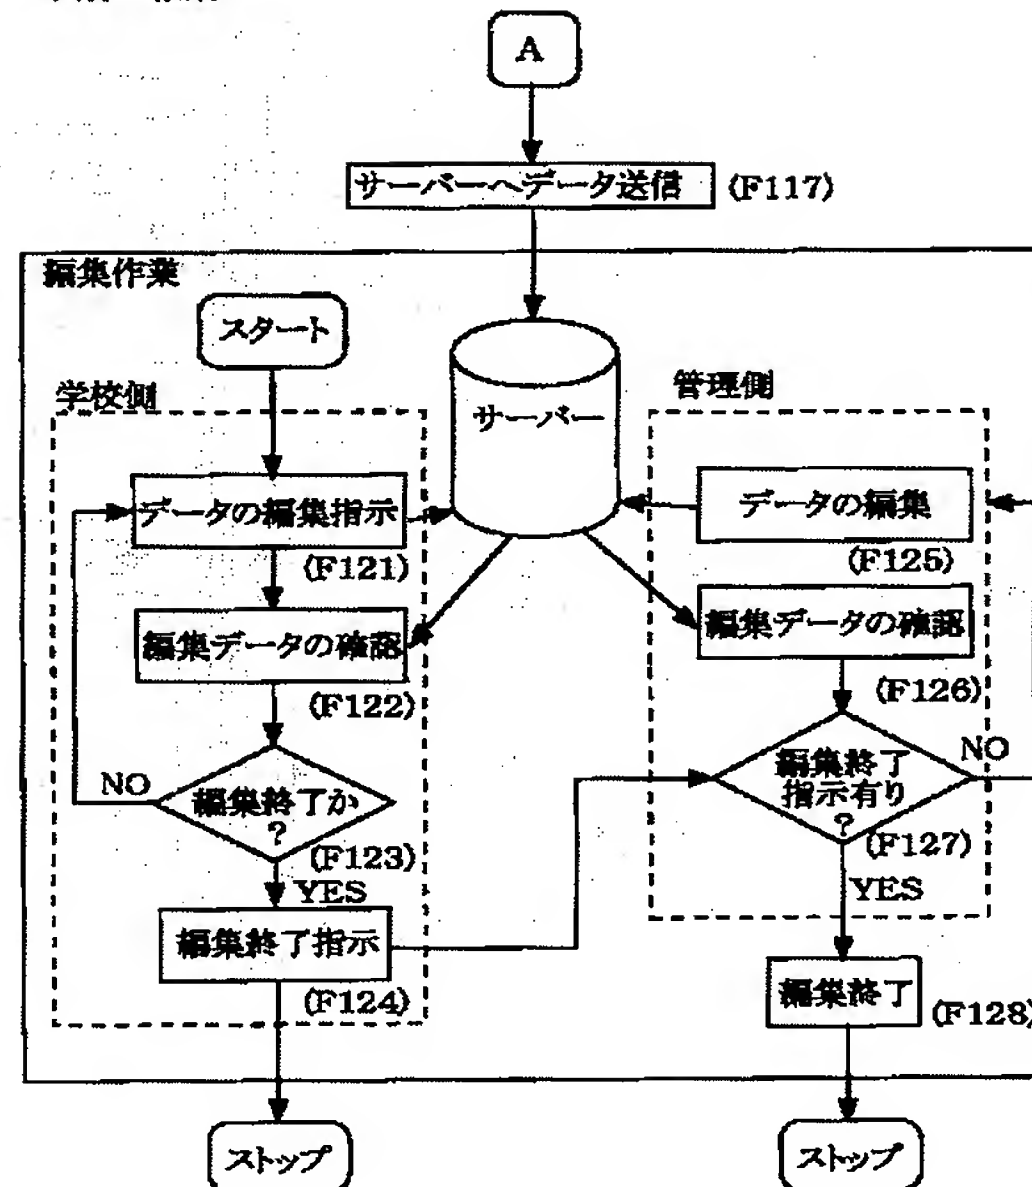 A
サーバーへデータ送信 (F117)
編集作業
スタート
学校側
管理側
サーバー
データの編集指示
(F121)
データの編集
(F125)
編集データの確認
(F122)
編集データの確認
(F126)
NO
編集終了か
?
(F123)
YES
編集終了
指示有り
?
(F127)
NO
YES
編集終了指示
(F124)
編集終了
(F128)
ストップ
ストップ